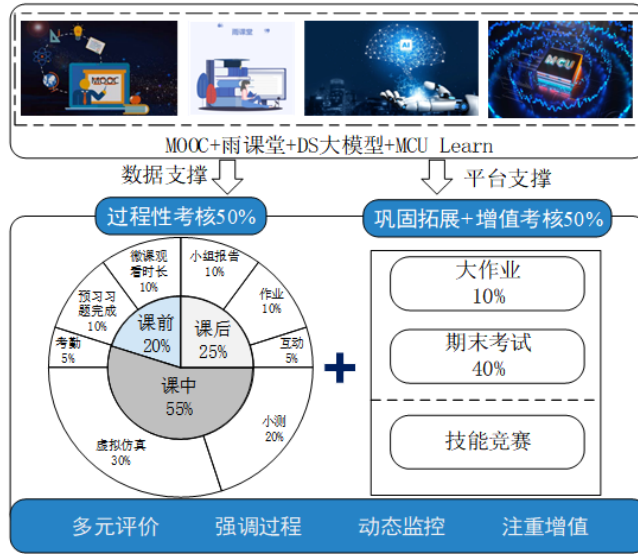 MOOC
雨课堂
AI
MCU
MOOC+雨课堂+DS大模型+MCU Learn
数据支撑
平台支撑
过程性考核50%
巩固拓展+增值考核50%
微课观
看时长
10%
小组报告
10%
预习习
题完成
10%
作业
10%
考勤
5%
互动
5%
课前
20%
课后
25%
课中
55%
虚拟仿真
30%
小测
20%
+
大作业
10%
期末考试
40%
技能竞赛
多元评价
强调过程
动态监控
注重增值